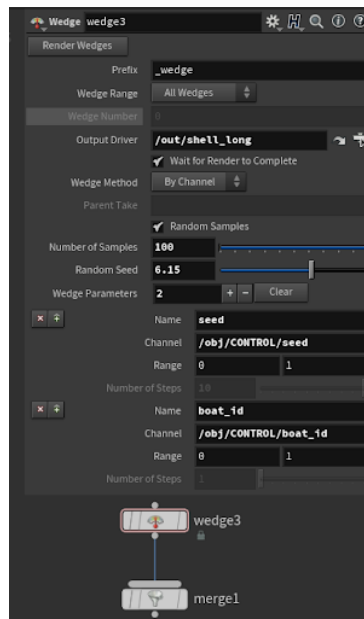 Wedge wedge3
Render Wedges
Prefix _wedge
Wedge Range All Wedges
Wedge Number 0
Output Driver /out/shell_long
Wait for Render to Complete
Wedge Method By Channel
Parent Take
Random Samples
Number of Samples 100
Random Seed 6.15
Wedge Parameters 2 + - Clear
Name seed
Channel /obj/CONTROL/seed
Range 0 1
Number of Steps 10
Name boat_id
Channel /obj/CONTROL/boat_id
Range 0 1
Number of Steps 1
wedge3
merge1